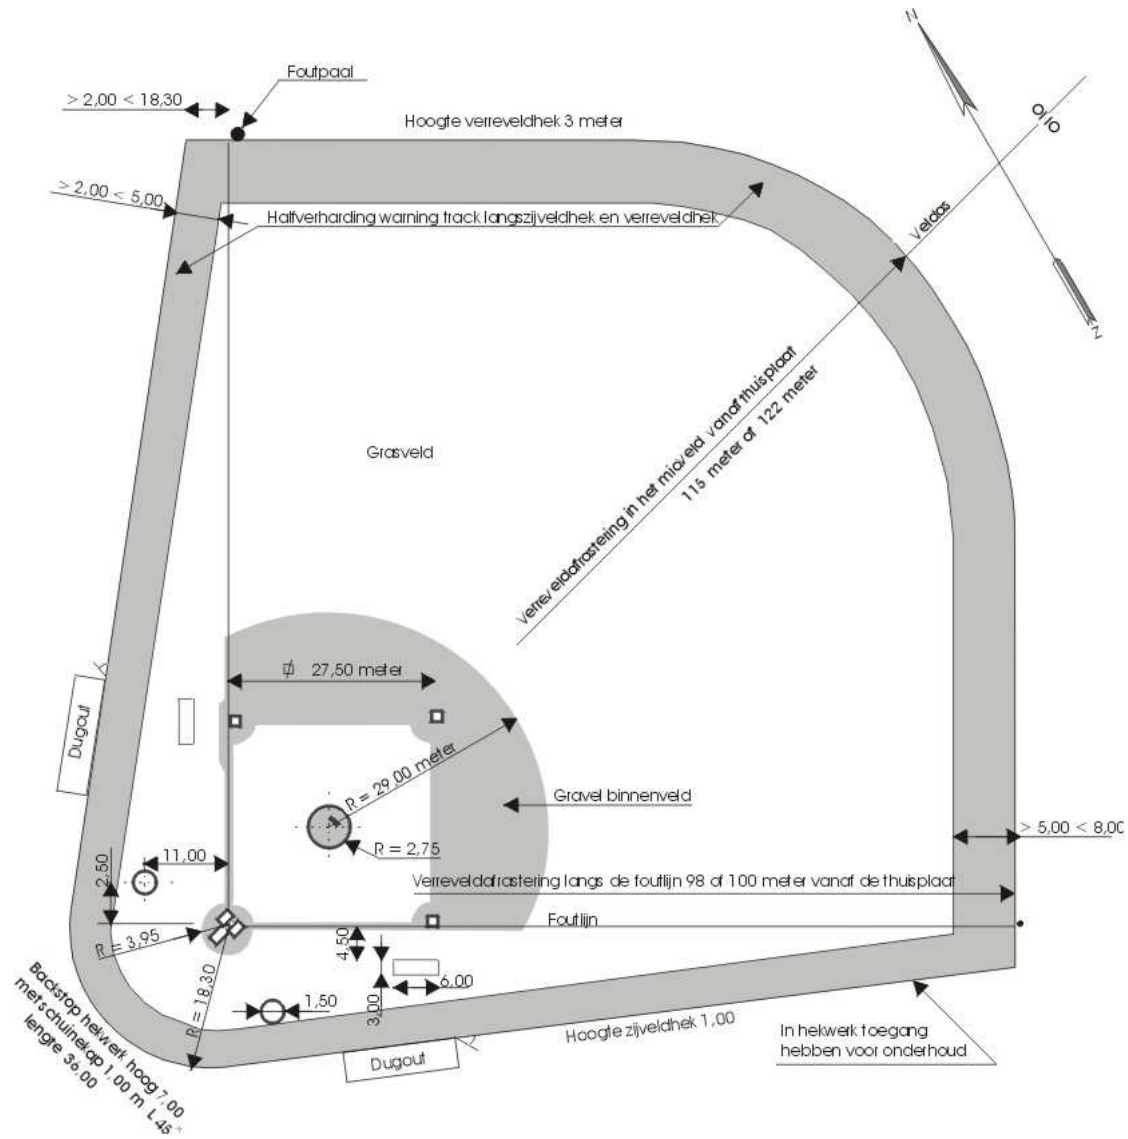 N
Foutpaal
> 2,00 < 18,30
Hoogte verreveldhek 3 meter
ONO
> 2,00 < 5,00
Halfverharding warning track langszijveldhek en verreveldhek
Veldas
N
Verreveldafrastering in het midveld vanaf thuisplaat
115 meter of 122 meter
Grasveld
27,50 meter
Dugout
R = 29,00 meter
Gravel binnenveld
> 5,00 < 8,00
R = 2,75
11,00
2,50
Verreveldafrastering langs de foutlijn 98 of 100 meter vanaf de thuisplaat
Foutlijn
R = 3,95
4,50
R = 18,30
6,00
3,00
1,50
Backstop hekwerk hoog 7,00
met schuine kap 1,00 m L 45°
lengte 36,00
Hoogte zijveldhek 1,00
In hekwerk toegang
hebben voor onderhoud
Dugout